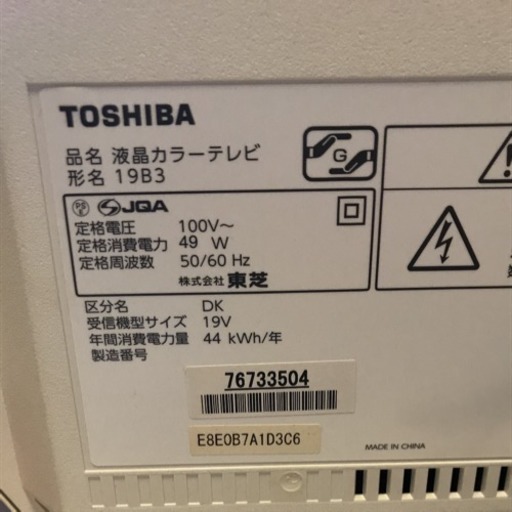 TOSHIBA
品名 液晶カラーテレビ
形名 19B3
G
PS
E
JQA
定格電圧 100V～
定格消費電力 49 W
定格周波数 50/60 Hz
株式会社 東芝
区分名 DK
受信機型サイズ 19V
年間消費電力量 44 kWh/年
製造番号
76733504
E8E0B7A1D3C6
MADE IN CHINA